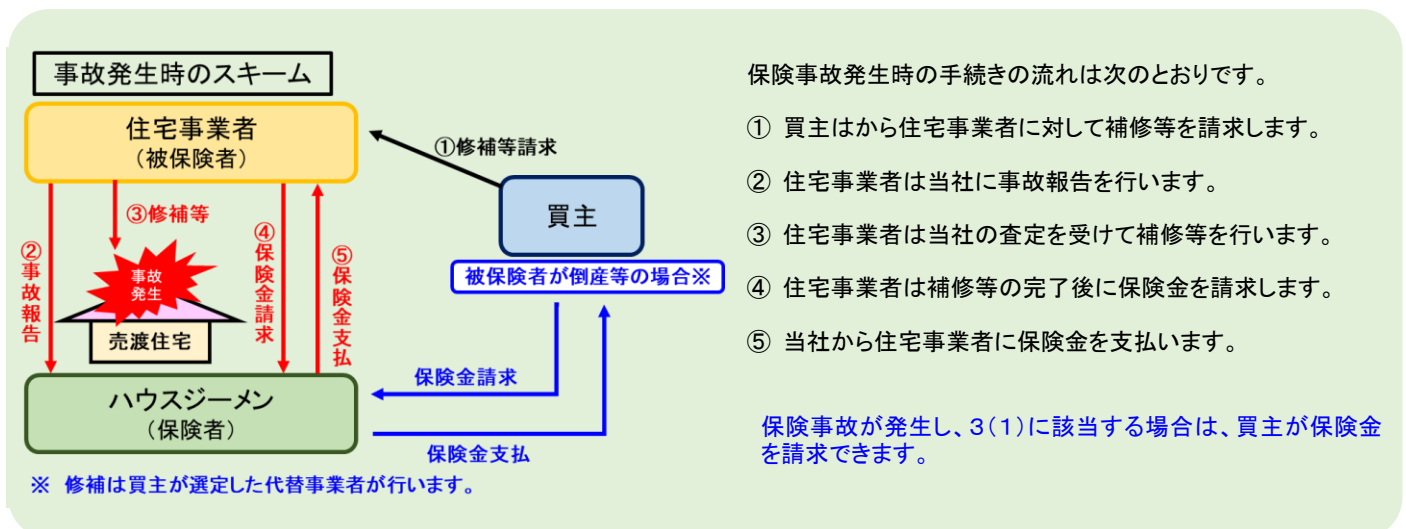 事故発生時のスキーム
住宅事業者
（被保険者）
①修補等請求
買主
被保険者が倒産等の場合※
②事故報告
③修補等
④保険金請求
⑤保険金支払
事故
発生
売渡住宅
ハウスジーメン
（保険者）
保険金請求
保険金支払
※ 修補は買主が選定した代替事業者が行います。
保険事故発生時の手続きの流れは次のとおりです。
① 買主はから住宅事業者に対して補修等を請求します。
② 住宅事業者は当社に事故報告を行います。
③ 住宅事業者は当社の査定を受けて補修等を行います。
④ 住宅事業者は補修等の完了後に保険金を請求します。
⑤ 当社から住宅事業者に保険金を支払います。
保険事故が発生し、３（１）に該当する場合は、買主が保険金
を請求できます。